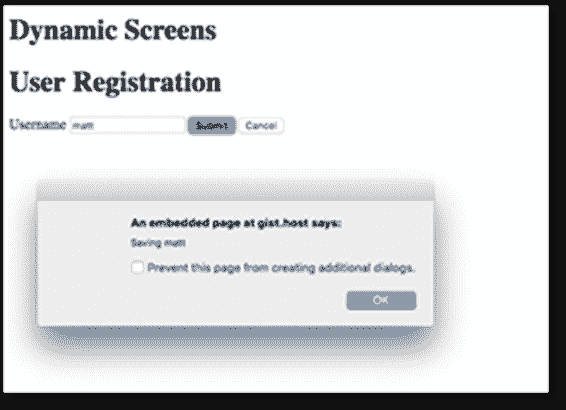 Dynamic Screens
User Registration
Username matt Submit Cancel
An embedded page at gist.host says:
Saving matt
Prevent this page from creating additional dialogs.
OK